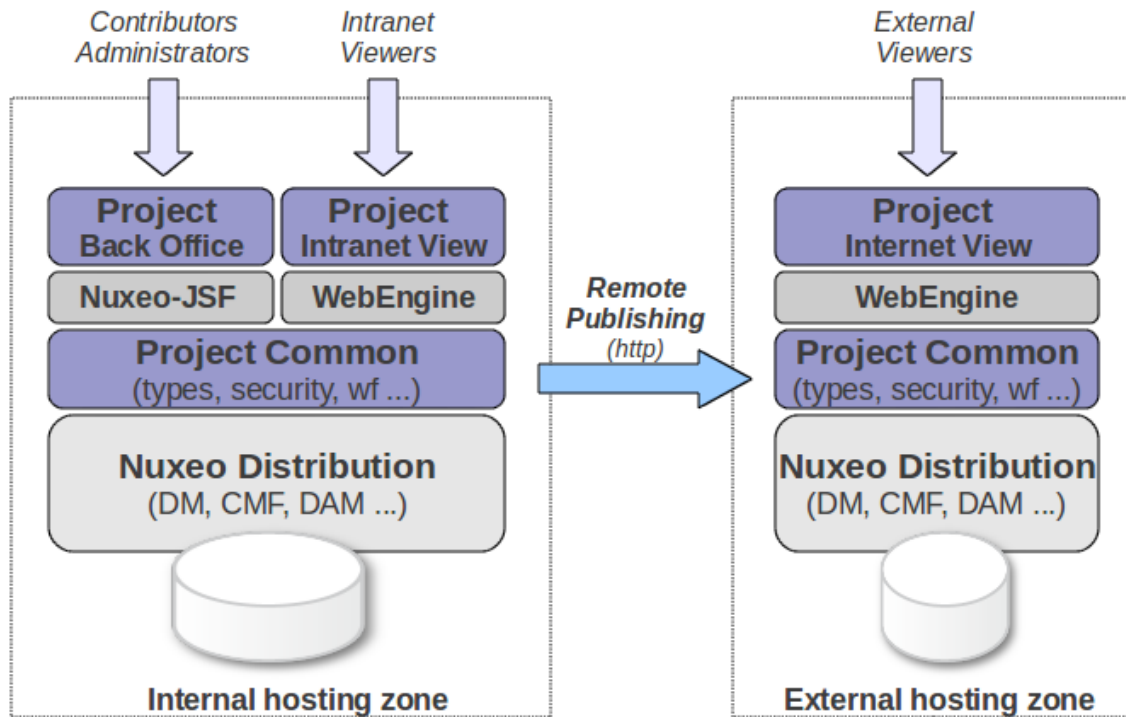 Contributors
Administrators
Intranet
Viewers
External
Viewers
Project
Back Office
Project
Intranet View
Nuxeo-JSF
WebEngine
Project Common
(types, security, wf ...)
Nuxeo Distribution
(DM, CMF, DAM ...)
Internal hosting zone
Remote
Publishing
(http)
Project
Internet View
WebEngine
Project Common
(types, security, wf ...)
Nuxeo Distribution
(DM, CMF, DAM ...)
External hosting zone